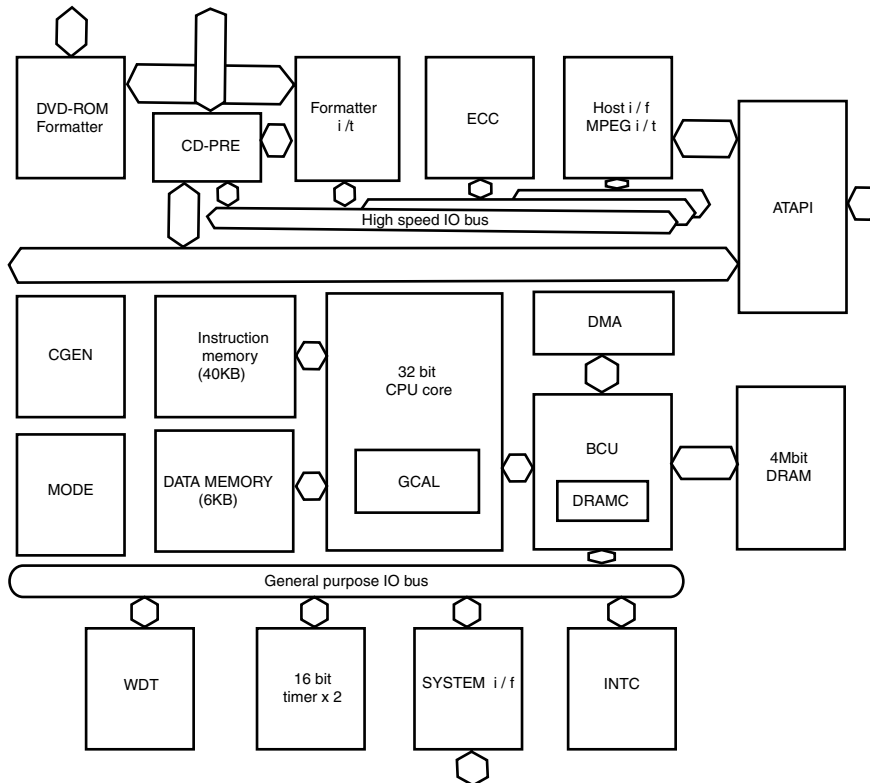 DVD-ROM
Formatter
CD-PRE
Formatter
i /t
ECC
Host i / f
MPEG i / t
ATAPI
High speed IO bus
CGEN
Instruction
memory
(40KB)
32 bit
CPU core
DMA
MODE
DATA MEMORY
(6KB)
GCAL
BCU
DRAMC
4Mbit
DRAM
General purpose IO bus
WDT
16 bit
timer x 2
SYSTEM i / f
INTC